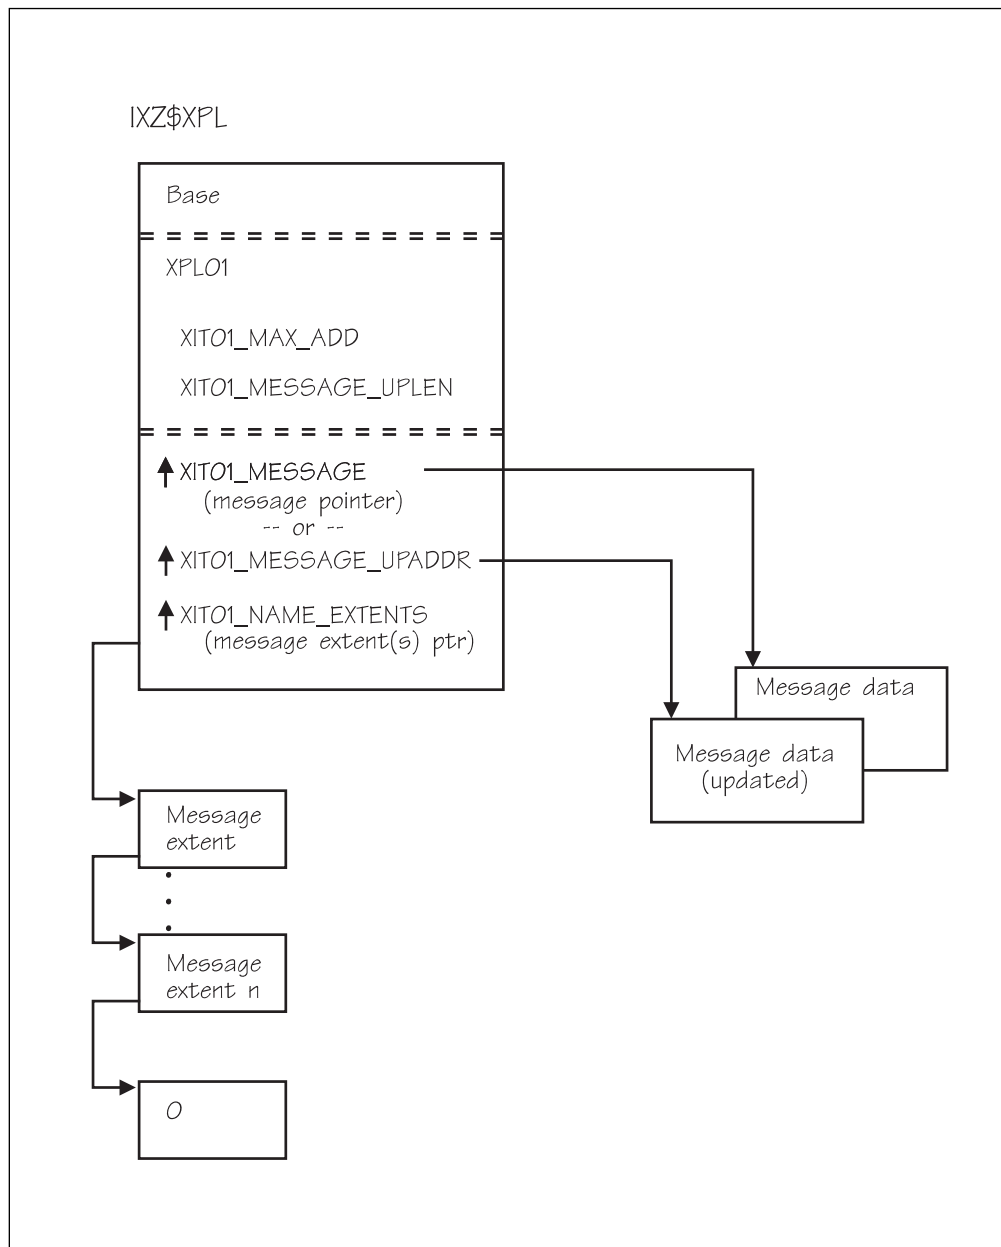 IXZ$XPL
Base
XPL01
XIT01_MAX_ADD
XIT01_MESSAGE_UPLEN
XIT01_MESSAGE
(message pointer)
-- or --
XIT01_MESSAGE_UPADDR
XIT01_NAME_EXTENTS
(message extent(s) ptr)
Message data
Message data
(updated)
Message
extent
Message
extent n
0